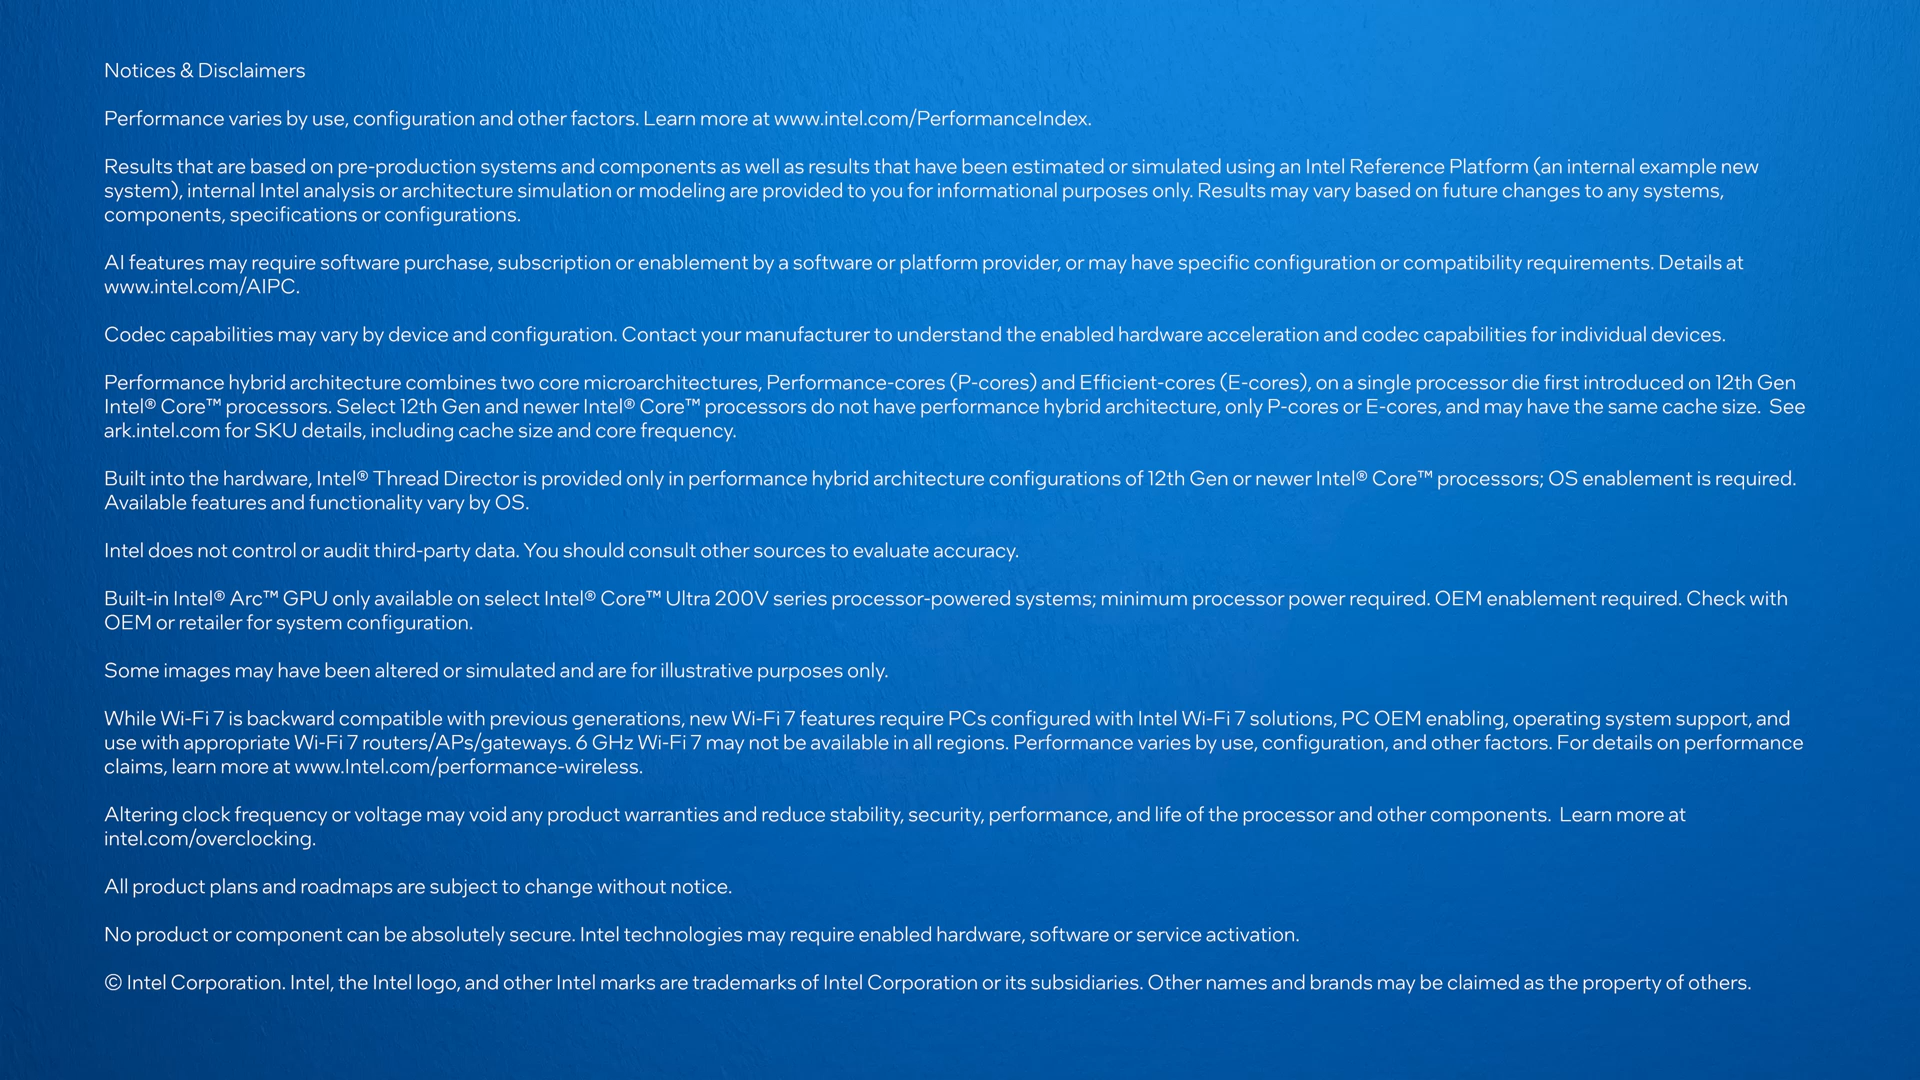 Notices & Disclaimers
Performance varies by use, configuration and other factors. Learn more at www.intel.com/PerformanceIndex.
Results that are based on pre-production systems and components as well as results that have been estimated or simulated using an Intel Reference Platform (an internal example new
system), internal Intel analysis or architecture simulation or modeling are provided to you for informational purposes only. Results may vary based on future changes to any systems,
components, specifications or configurations.
AI features may require software purchase, subscription or enablement by a software or platform provider, or may have specific configuration or compatibility requirements. Details at
www.intel.com/AIPC.
Codec capabilities may vary by device and configuration. Contact your manufacturer to understand the enabled hardware acceleration and codec capabilities for individual devices.
Performance hybrid architecture combines two core microarchitectures, Performance-cores (P-cores) and Efficient-cores (E-cores), on a single processor die first introduced on 12th Gen
Intel® Core™ processors. Select 12th Gen and newer Intel® Core™ processors do not have performance hybrid architecture, only P-cores or E-cores, and may have the same cache size.  See
ark.intel.com for SKU details, including cache size and core frequency.
Built into the hardware, Intel® Thread Director is provided only in performance hybrid architecture configurations of 12th Gen or newer Intel® Core™ processors; OS enablement is required.
Available features and functionality vary by OS.
Intel does not control or audit third-party data. You should consult other sources to evaluate accuracy.
Built-in Intel® Arc™ GPU only available on select Intel® Core™ Ultra 200V series processor-powered systems; minimum processor power required. OEM enablement required. Check with
OEM or retailer for system configuration.
Some images may have been altered or simulated and are for illustrative purposes only.
While Wi-Fi 7 is backward compatible with previous generations, new Wi-Fi 7 features require PCs configured with Intel Wi-Fi 7 solutions, PC OEM enabling, operating system support, and
use with appropriate Wi-Fi 7 routers/APs/gateways. 6 GHz Wi-Fi 7 may not be available in all regions. Performance varies by use, configuration, and other factors. For details on performance
claims, learn more at www.Intel.com/performance-wireless.
Altering clock frequency or voltage may void any product warranties and reduce stability, security, performance, and life of the processor and other components.  Learn more at
intel.com/overclocking.
All product plans and roadmaps are subject to change without notice.
No product or component can be absolutely secure. Intel technologies may require enabled hardware, software or service activation.
© Intel Corporation. Intel, the Intel logo, and other Intel marks are trademarks of Intel Corporation or its subsidiaries. Other names and brands may be claimed as the property of others.